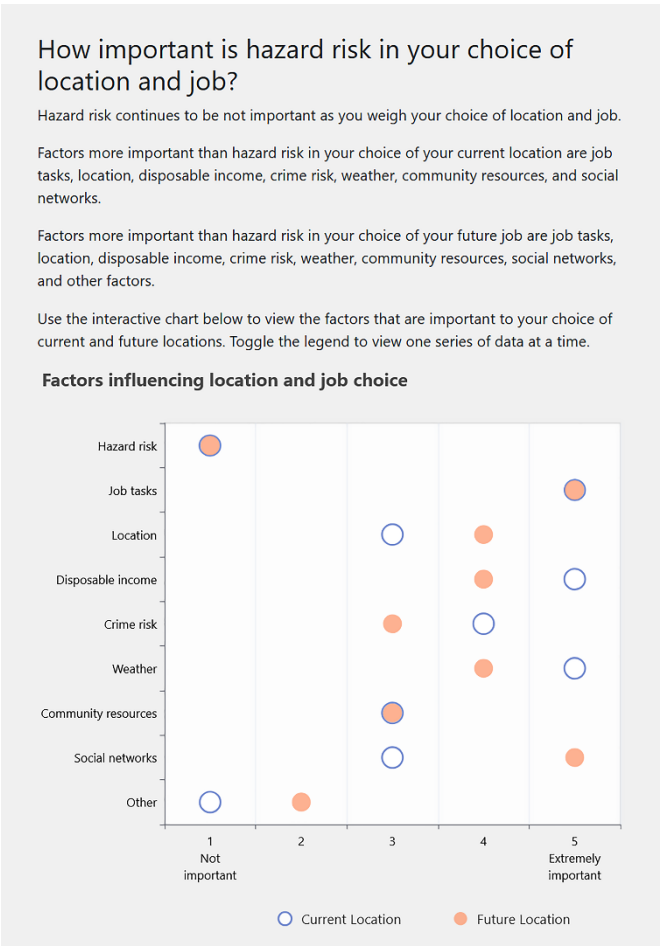 How important is hazard risk in your choice of
location and job?
Hazard risk continues to be not important as you weigh your choice of location and job.
Factors more important than hazard risk in your choice of your current location are job
tasks, location, disposable income, crime risk, weather, community resources, and social
networks.
Factors more important than hazard risk in your choice of your future job are job tasks,
location, disposable income, crime risk, weather, community resources, social networks,
and other factors.
Use the interactive chart below to view the factors that are important to your choice of
current and future locations. Toggle the legend to view one series of data at a time.
Factors influencing location and job choice
Hazard risk
Job tasks
Location
Disposable income
Crime risk
Weather
Community resources
Social networks
Other
1 2 3 4 5
Not Extremely
important important
Current Location Future Location